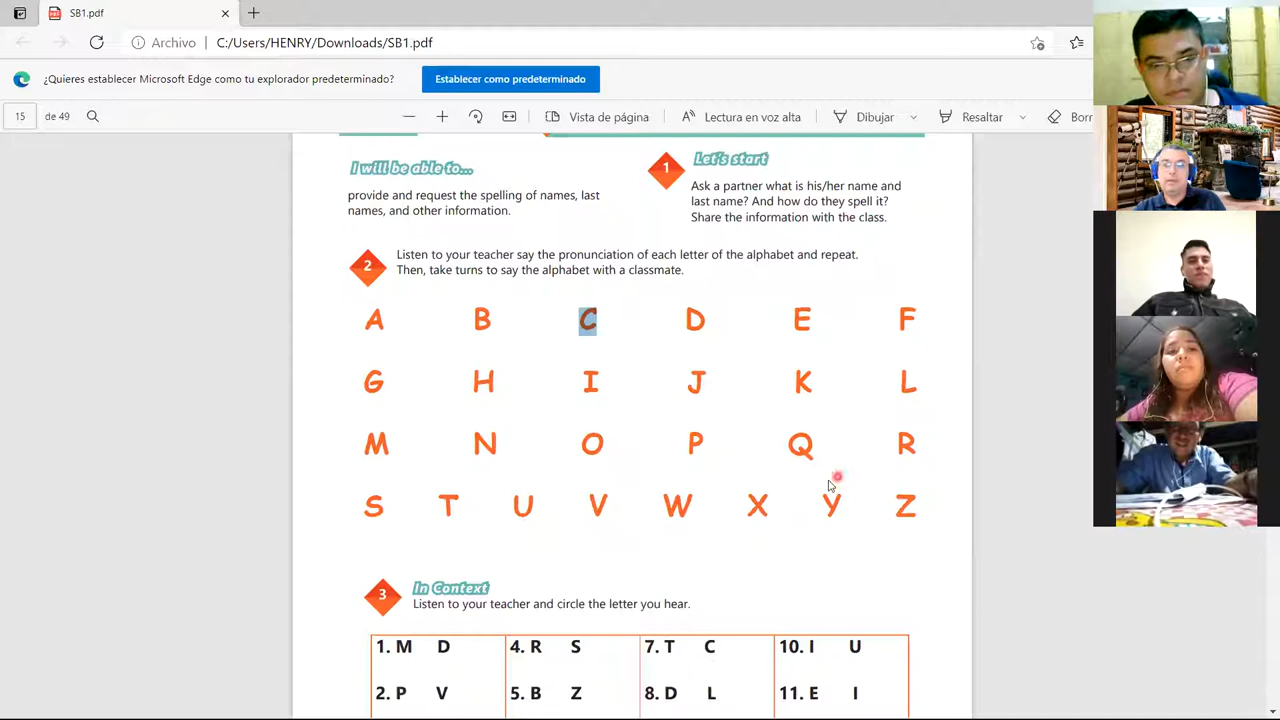 SB1.pdf
Archivo
C:/Users/HENRY/Downloads/SB1.pdf
¿Quieres establecer Microsoft Edge como tu explorador predeterminado?
Establecer como predeterminado
15 de 49
Vista de página
Lectura en voz alta
Dibujar
Resaltar
Borr
I will be able to...
provide and request the spelling of names, last
names, and other information.
1
Let's start
Ask a partner what is his/her name and
last name? And how do they spell it?
Share the information with the class.
2
Listen to your teacher say the pronunciation of each letter of the alphabet and repeat.
Then, take turns to say the alphabet with a classmate.
A B C D E F
G H I J K L
M N O P Q R
S T U V W X Y Z
3
In Context
Listen to your teacher and circle the letter you hear.
1. M D 4. R S 7. T C 10. I U
2. P V 5. B Z 8. D L 11. E I